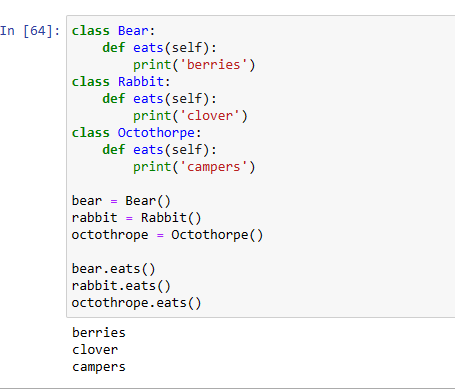 In [64]: class Bear:
    def eats(self):
        print('berries')
class Rabbit:
    def eats(self):
        print('clover')
class Octothorpe:
    def eats(self):
        print('campers')

bear = Bear()
rabbit = Rabbit()
octothrope = Octothorpe()

bear.eats()
rabbit.eats()
octothrope.eats()

berries
clover
campers